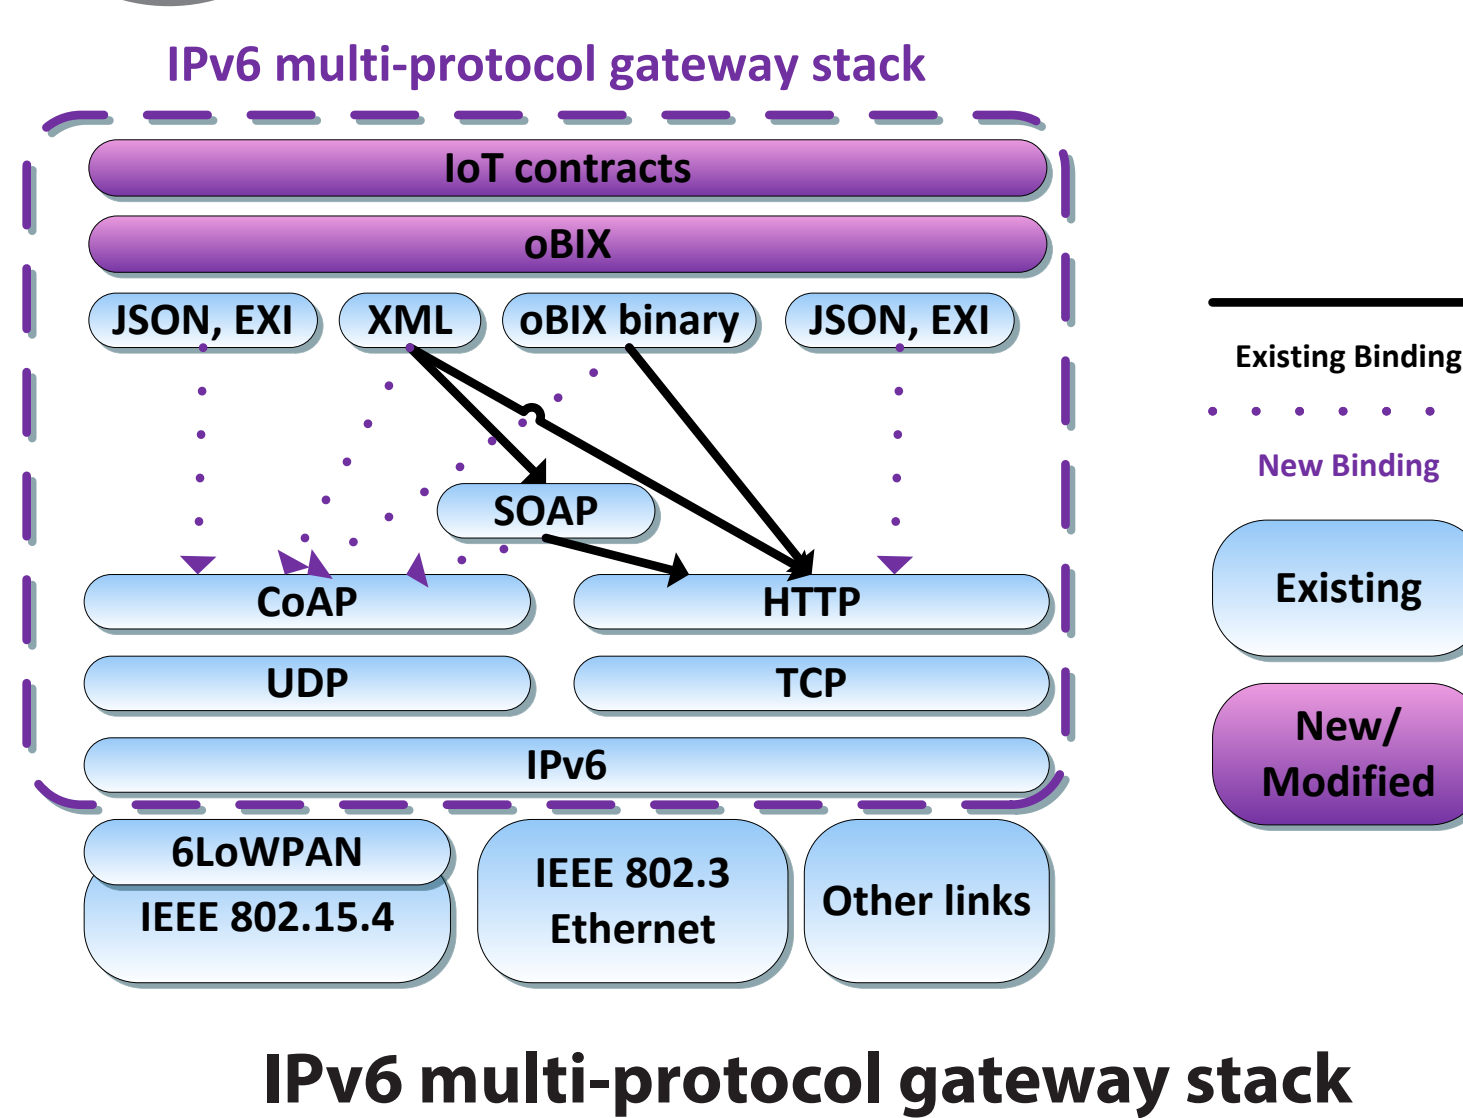 IPv6 multi-protocol gateway stack
IoT contracts
oBIX
JSON, EXI
XML
oBIX binary
JSON, EXI
SOAP
CoAP
HTTP
UDP
TCP
IPv6
6LoWPAN
IEEE 802.15.4
IEEE 802.3
Ethernet
Other links
Existing Binding
New Binding
Existing
New/
Modified
IPv6 multi-protocol gateway stack